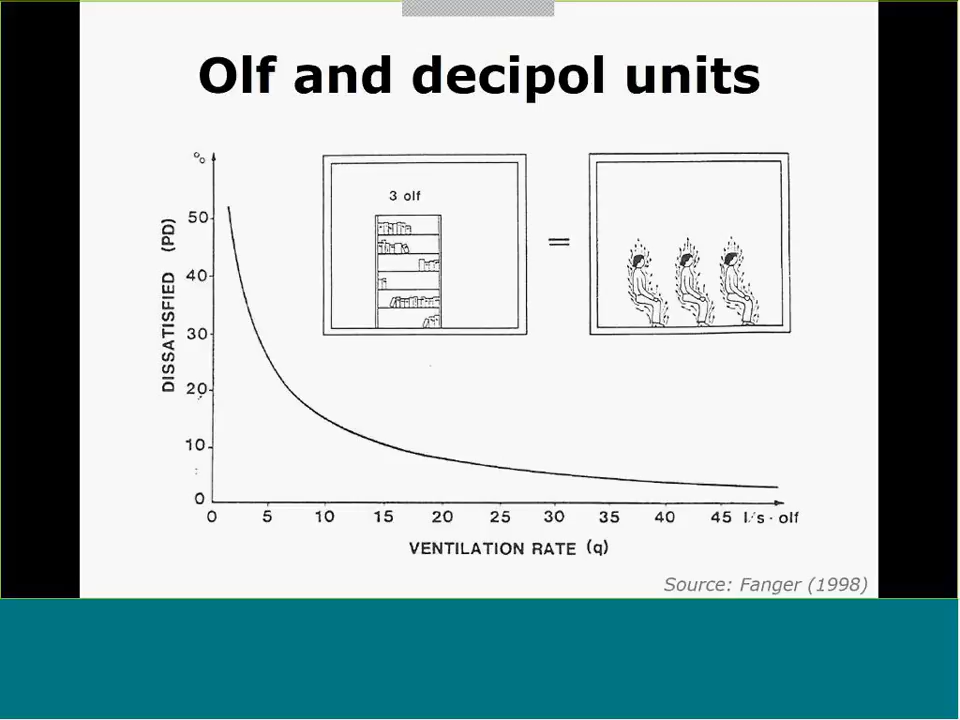 Olf and decipol units
%
3 olf
=
50
40
30
20
10
0
DISSATISFIED (PD)
0 5 10 15 20 25 30 35 40 45 l/s · olf
VENTILATION RATE (q)
Source: Fanger (1998)